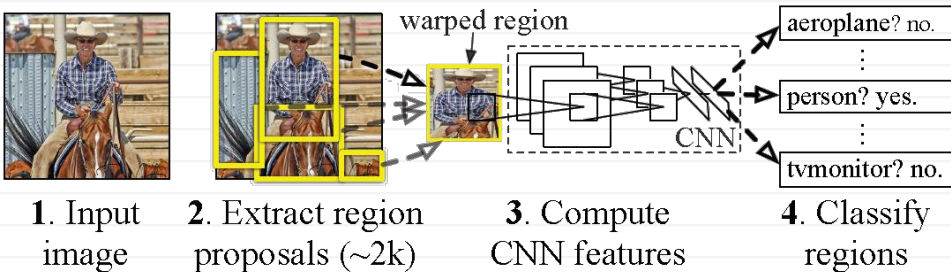 warped region
aeroplane? no.
person? yes.
CNN
tvmonitor? no.
1. Input
image
2. Extract region
proposals (~2k)
3. Compute
CNN features
4. Classify
regions